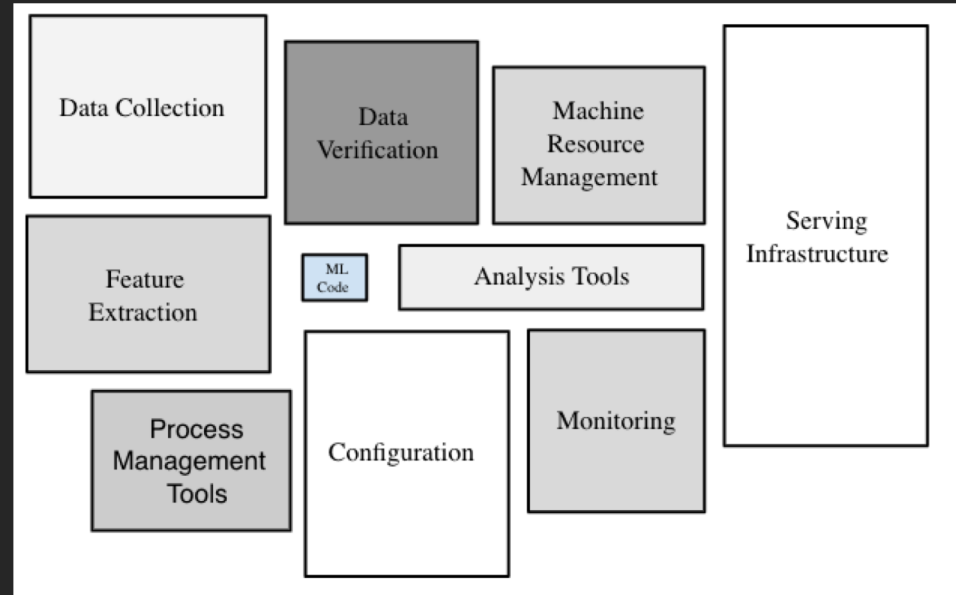 Data Collection
Data
Verification
Machine
Resource
Management
Serving
Infrastructure
Feature
Extraction
ML
Code
Analysis Tools
Process
Management
Tools
Configuration
Monitoring